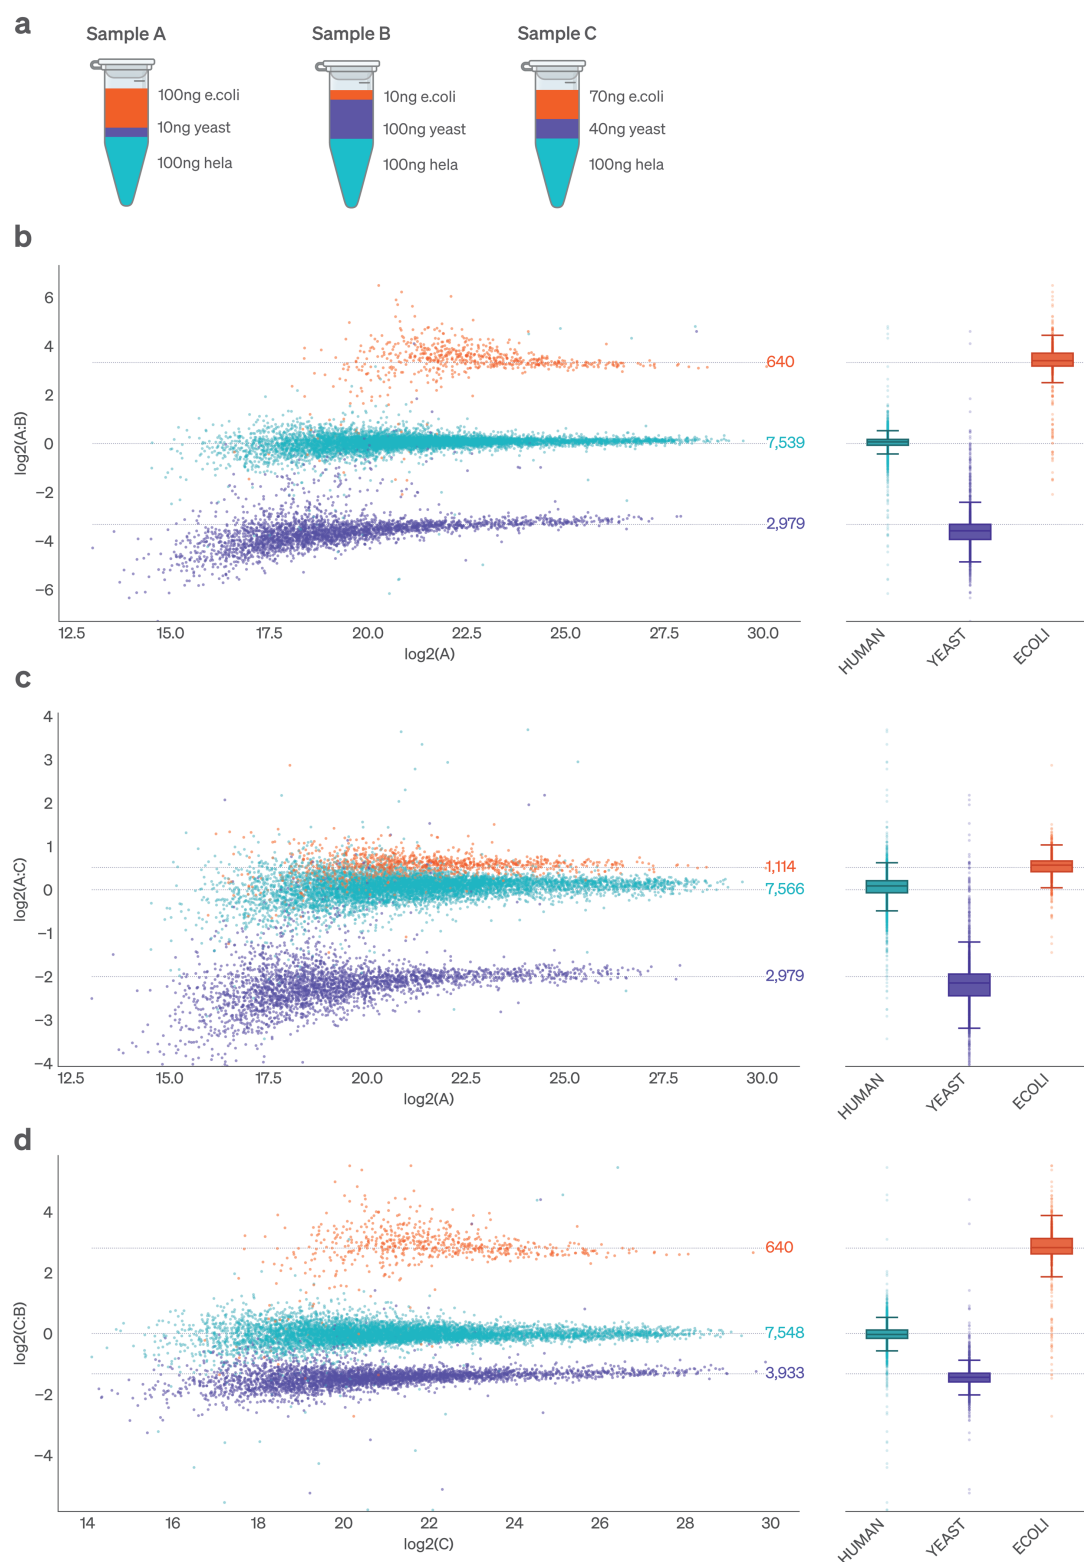 a
Sample A
Sample B
Sample C
100ng e.coli
10ng yeast
100ng hela
10ng e.coli
100ng yeast
100ng hela
70ng e.coli
40ng yeast
100ng hela
b
log2(A:B)
6
4
2
0
−2
−4
−6
640
7,539
2,979
12.5 15.0 17.5 20.0 22.5 25.0 27.5 30.0
log2(A)
HUMAN YEAST ECOLI
c
log2(A:C)
4
3
2
1
0
−1
−2
−3
−4
1,114
7,566
2,979
12.5 15.0 17.5 20.0 22.5 25.0 27.5 30.0
log2(A)
HUMAN YEAST ECOLI
d
log2(C:B)
4
2
0
−2
−4
640
7,548
3,933
14 16 18 20 22 24 26 28 30
log2(C)
HUMAN YEAST ECOLI